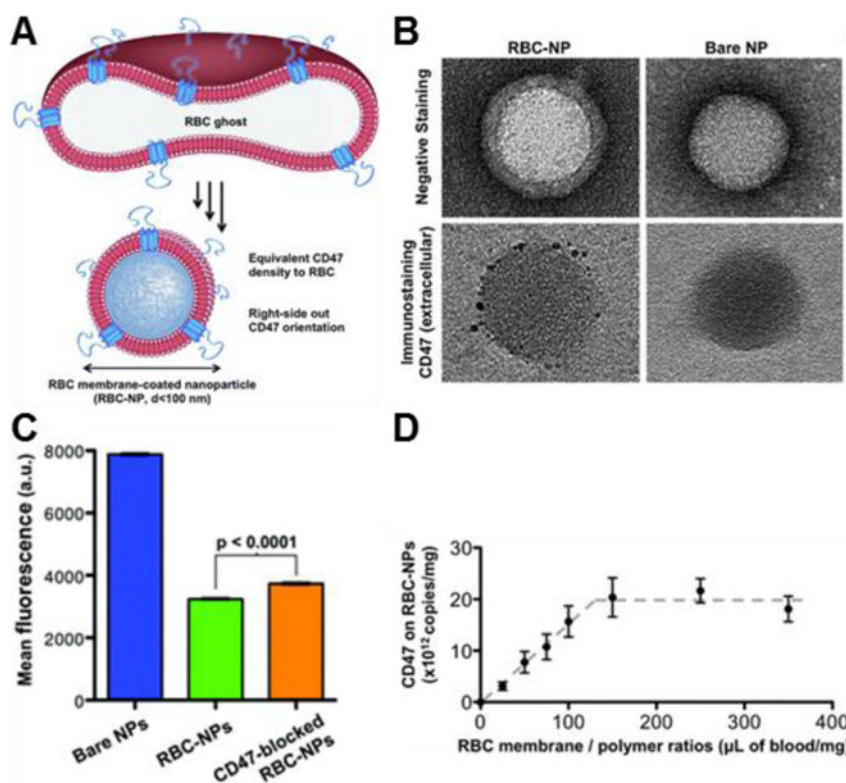 A
RBC ghost
Equivalent CD47
density to RBC
Right-side out
CD47 orientation
RBC membrane-coated nanoparticle
(RBC-NP, d<100 nm)
B
RBC-NP
Bare NP
Negative Staining
Immunostaining
CD47 (extracellular)
C
Mean fluorescence (a.u.)
8000
6000
4000
2000
0
p < 0.0001
Bare NPs
RBC-NPs
CD47-blocked
RBC-NPs
D
CD47 on RBC-NPs
(x10¹² copies/mg)
30
20
10
0
0
100
200
300
400
RBC membrane / polymer ratios (µL of blood/mg)